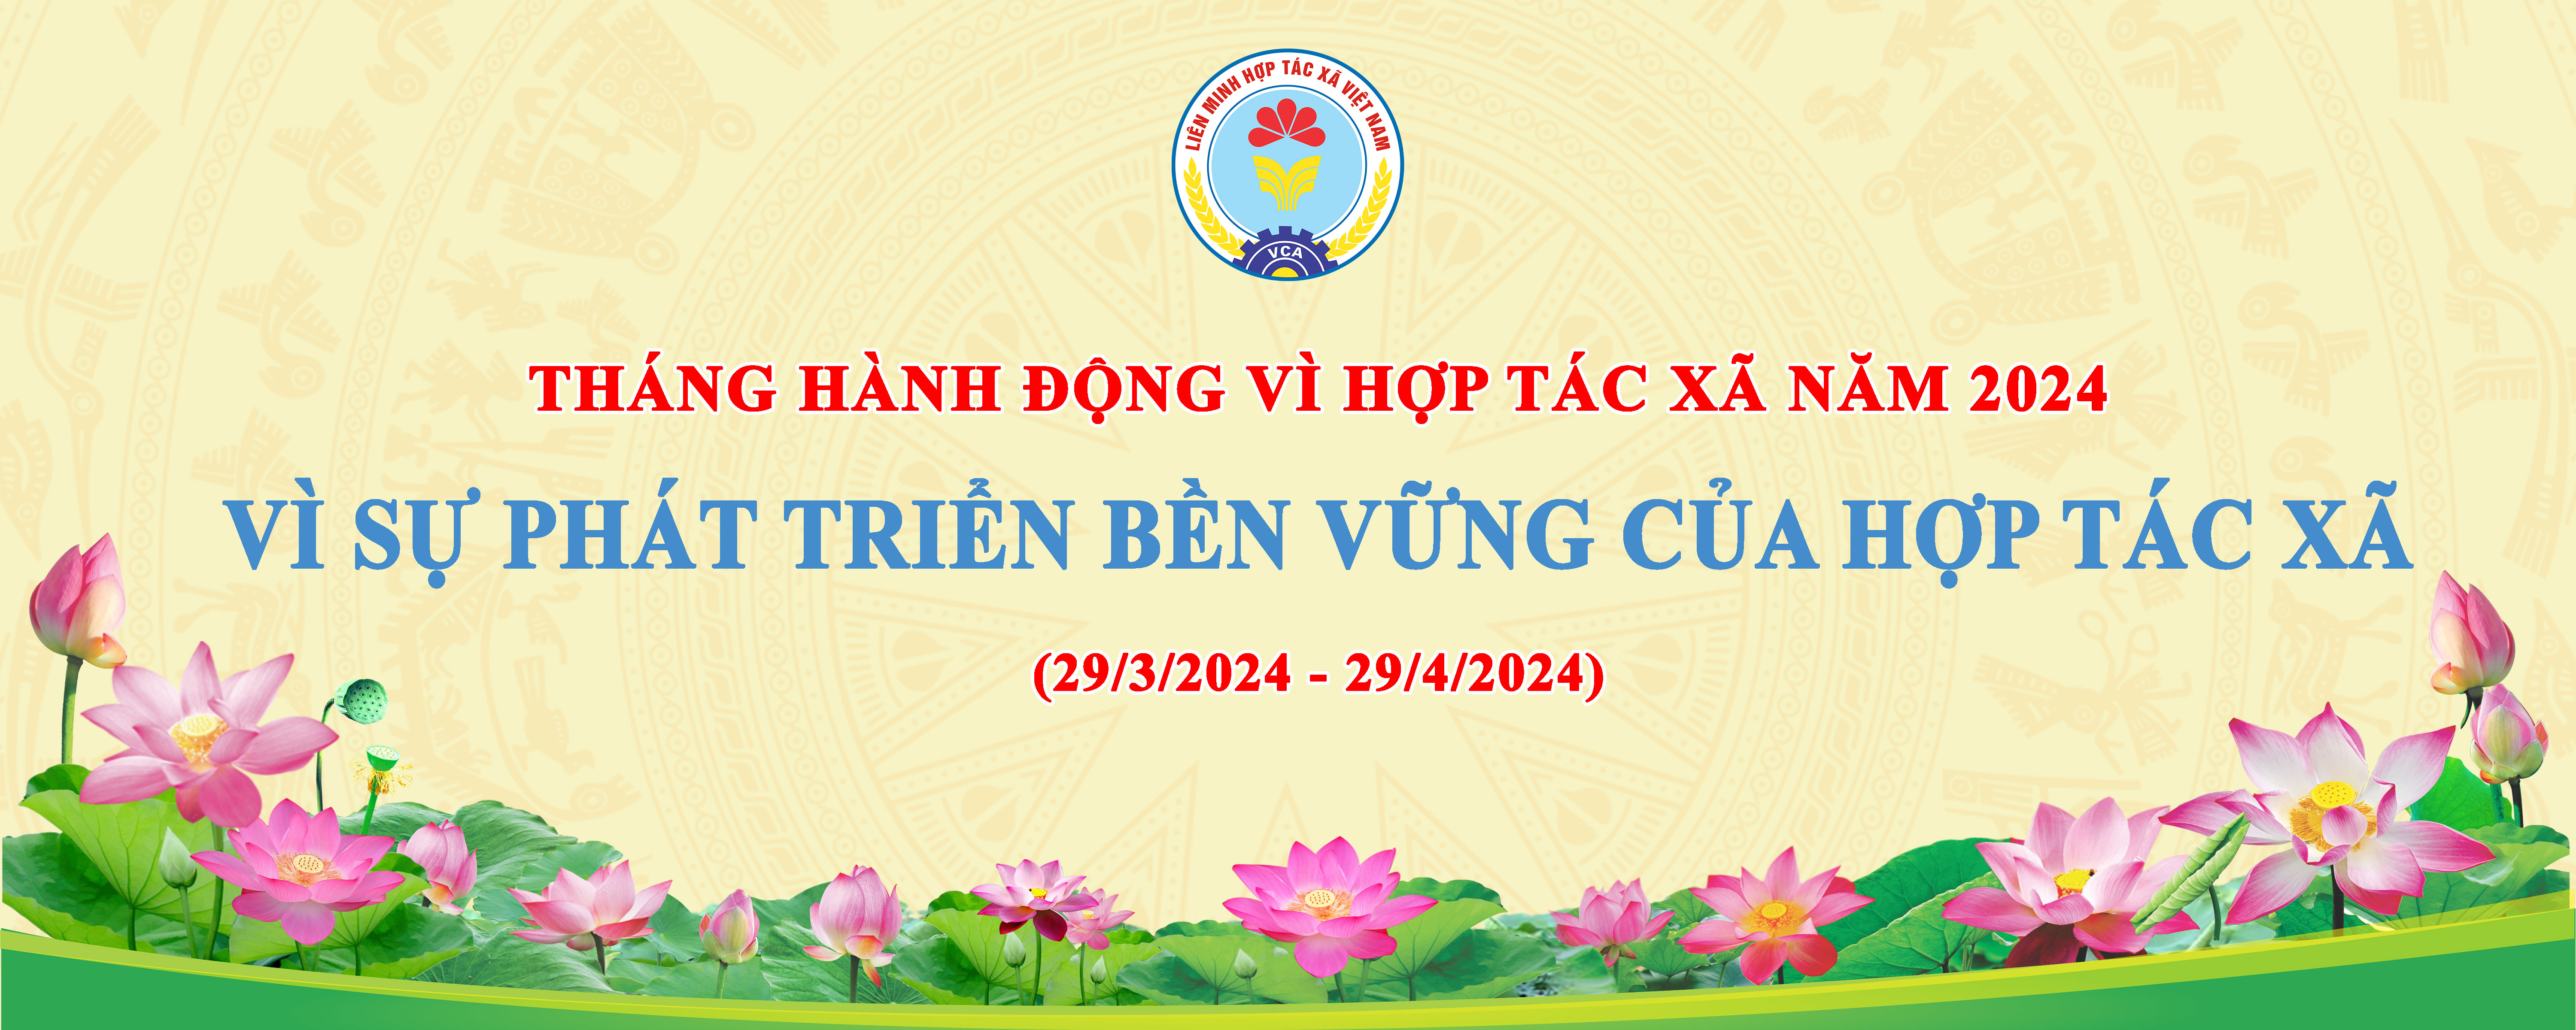 LIÊN MINH HỢP TÁC XÃ VIỆT NAM
VCA
THÁNG HÀNH ĐỘNG VÌ HỢP TÁC XÃ NĂM 2024
VÌ SỰ PHÁT TRIỂN BỀN VỮNG CỦA HỢP TÁC XÃ
(29/3/2024 - 29/4/2024)